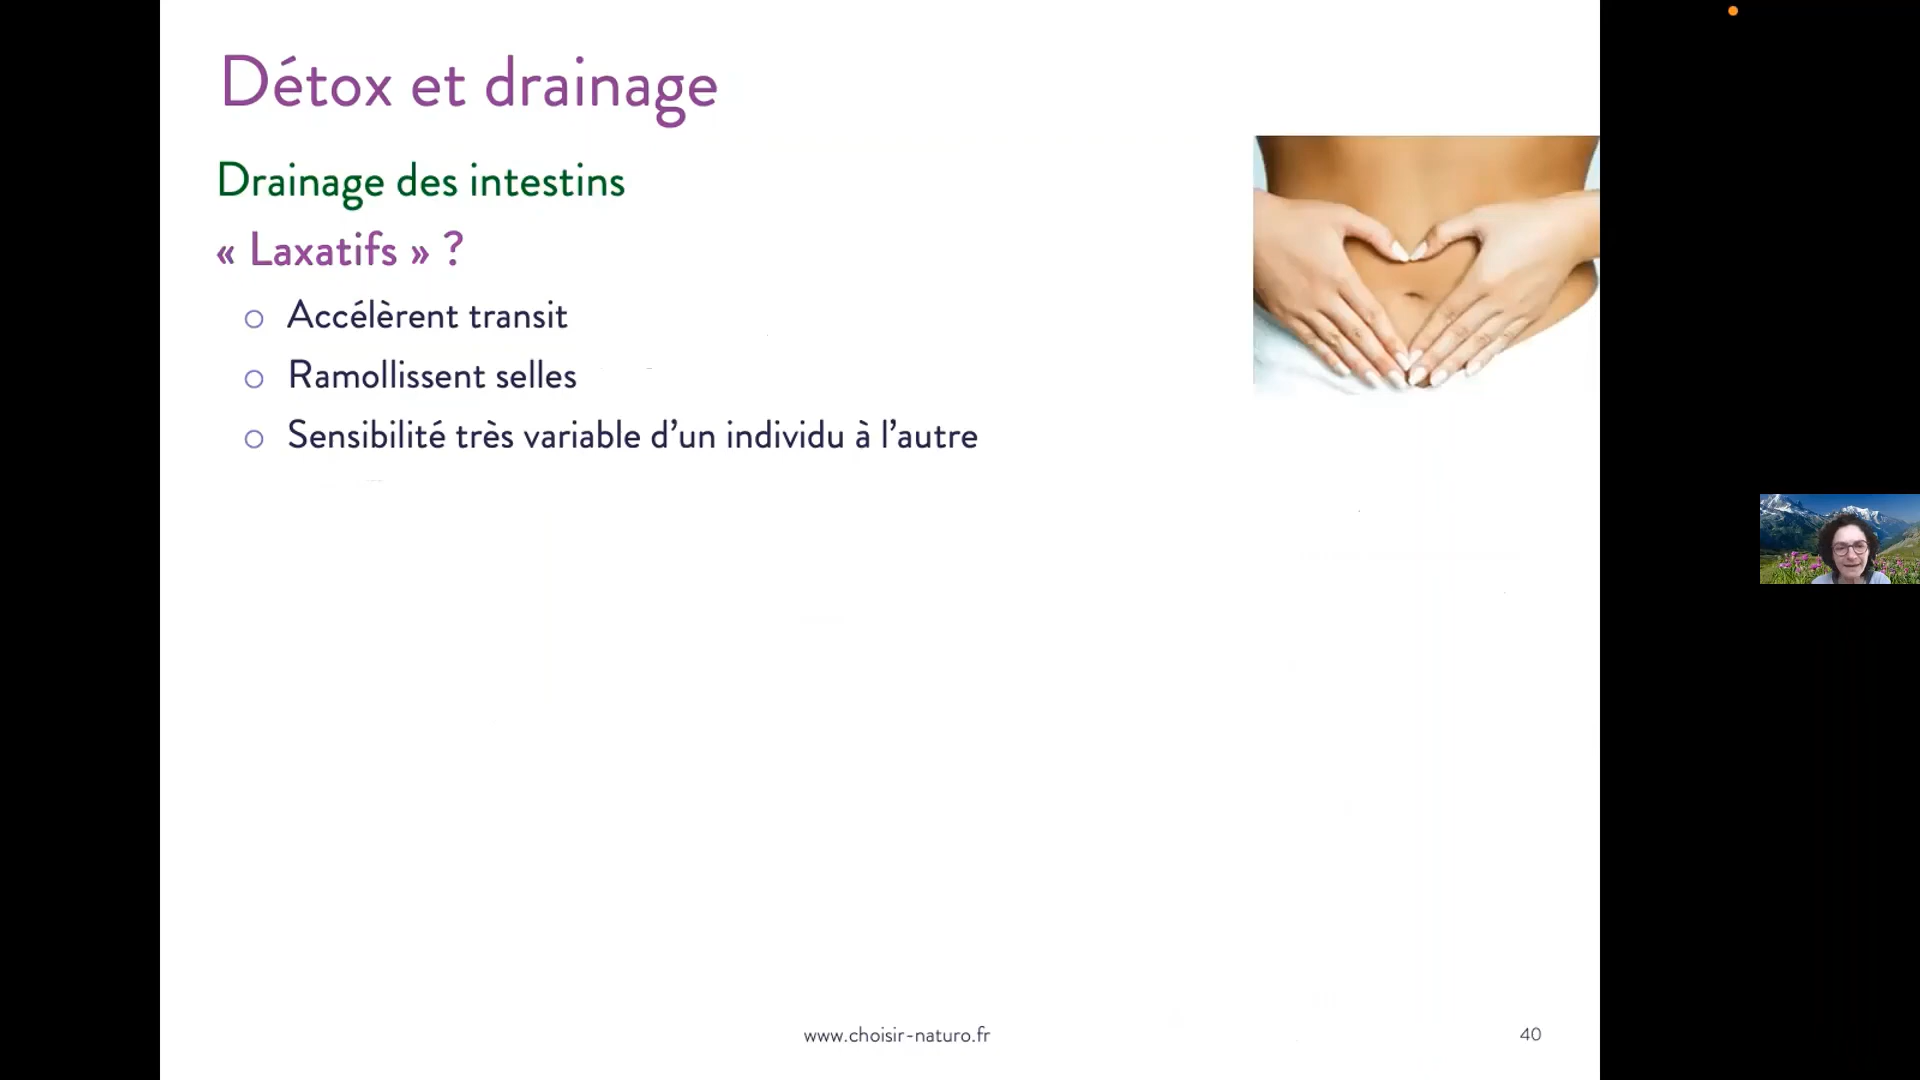 Détox et drainage
Drainage des intestins
« Laxatifs » ?
Accélèrent transit
Ramollissent selles
Sensibilité très variable d’un individu à l’autre
www.choisir-naturo.fr
40